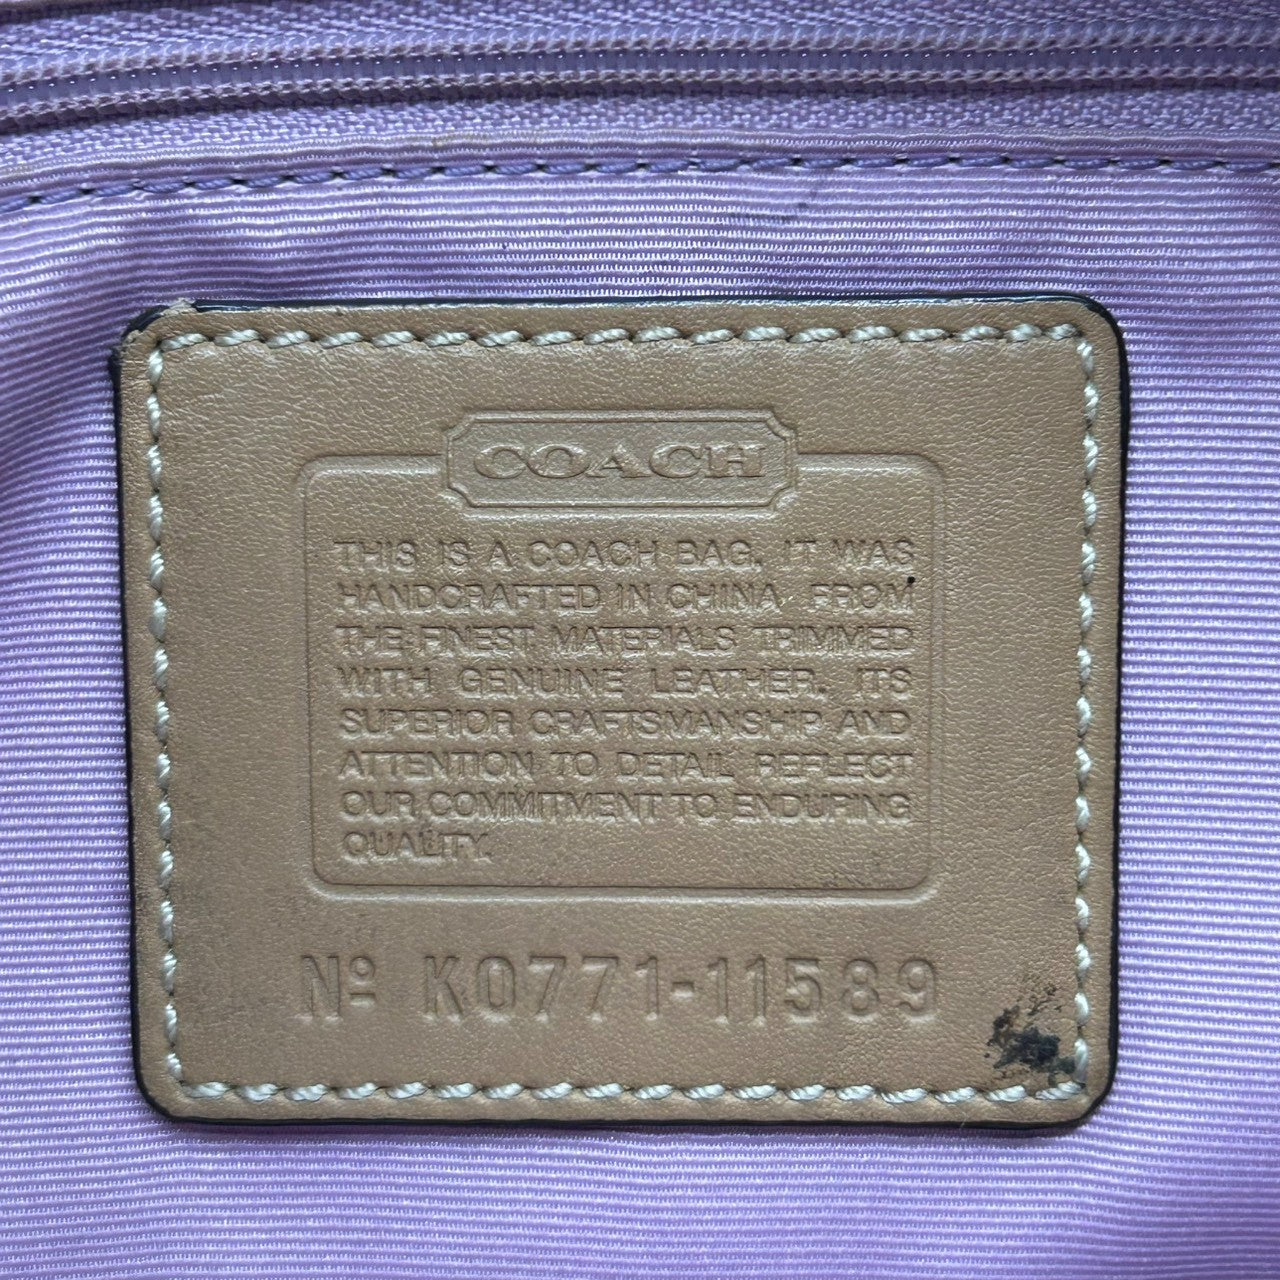 COACH
THIS IS A COACH BAG. IT WAS
HANDCRAFTED IN CHINA FROM
THE FINEST MATERIALS TRIMMED
WITH GENUINE LEATHER. ITS
SUPERIOR CRAFTSMANSHIP AND
ATTENTION TO DETAIL REFLECT
OUR COMMITMENT TO ENDURING
QUALITY.
Nº K0771-11589